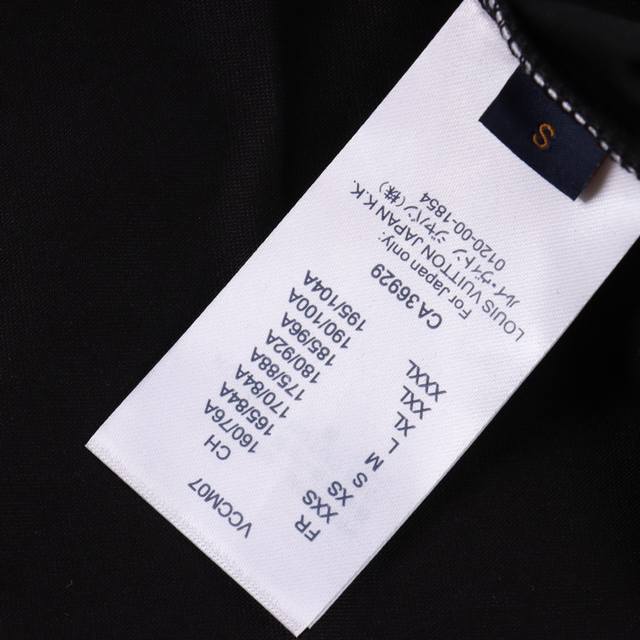 VCCM07
FR CH
XXS 160/76A
XS 165/84A
S 170/84A
M 175/88A
L 180/92A
XL 185/96A
XXL 190/100A
XXXL 195/104A
CA36929
For Japan only:
LOUIS VUITTON JAPAN K.K.
ルイ・ヴィトン ジャパン(株)
0120-00-1854
S